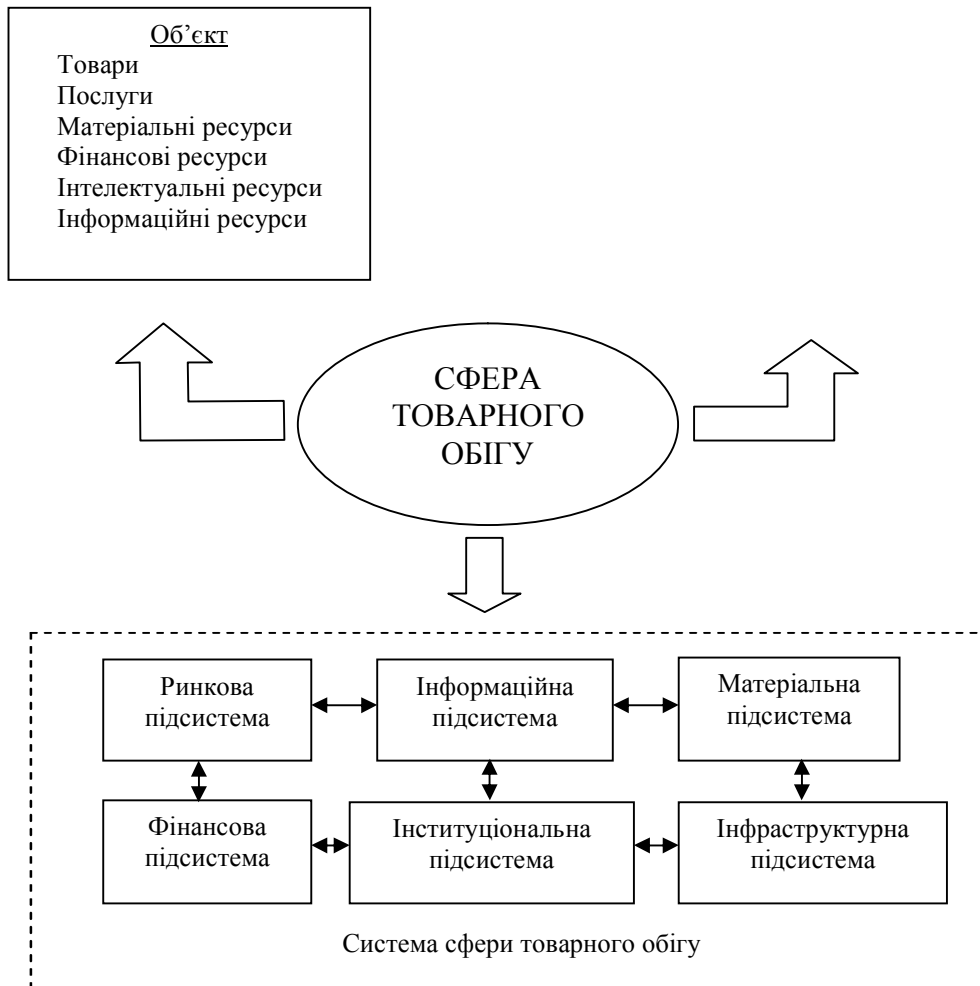 Об’єкт
Товари
Послуги
Матеріальні ресурси
Фінансові ресурси
Інтелектуальні ресурси
Інформаційні ресурси
СФЕРА
ТОВАРНОГО
ОБІГУ
Ринкова
підсистема
Інформаційна
підсистема
Матеріальна
підсистема
Фінансова
підсистема
Інституціональна
підсистема
Інфраструктурна
підсистема
Система сфери товарного обігу